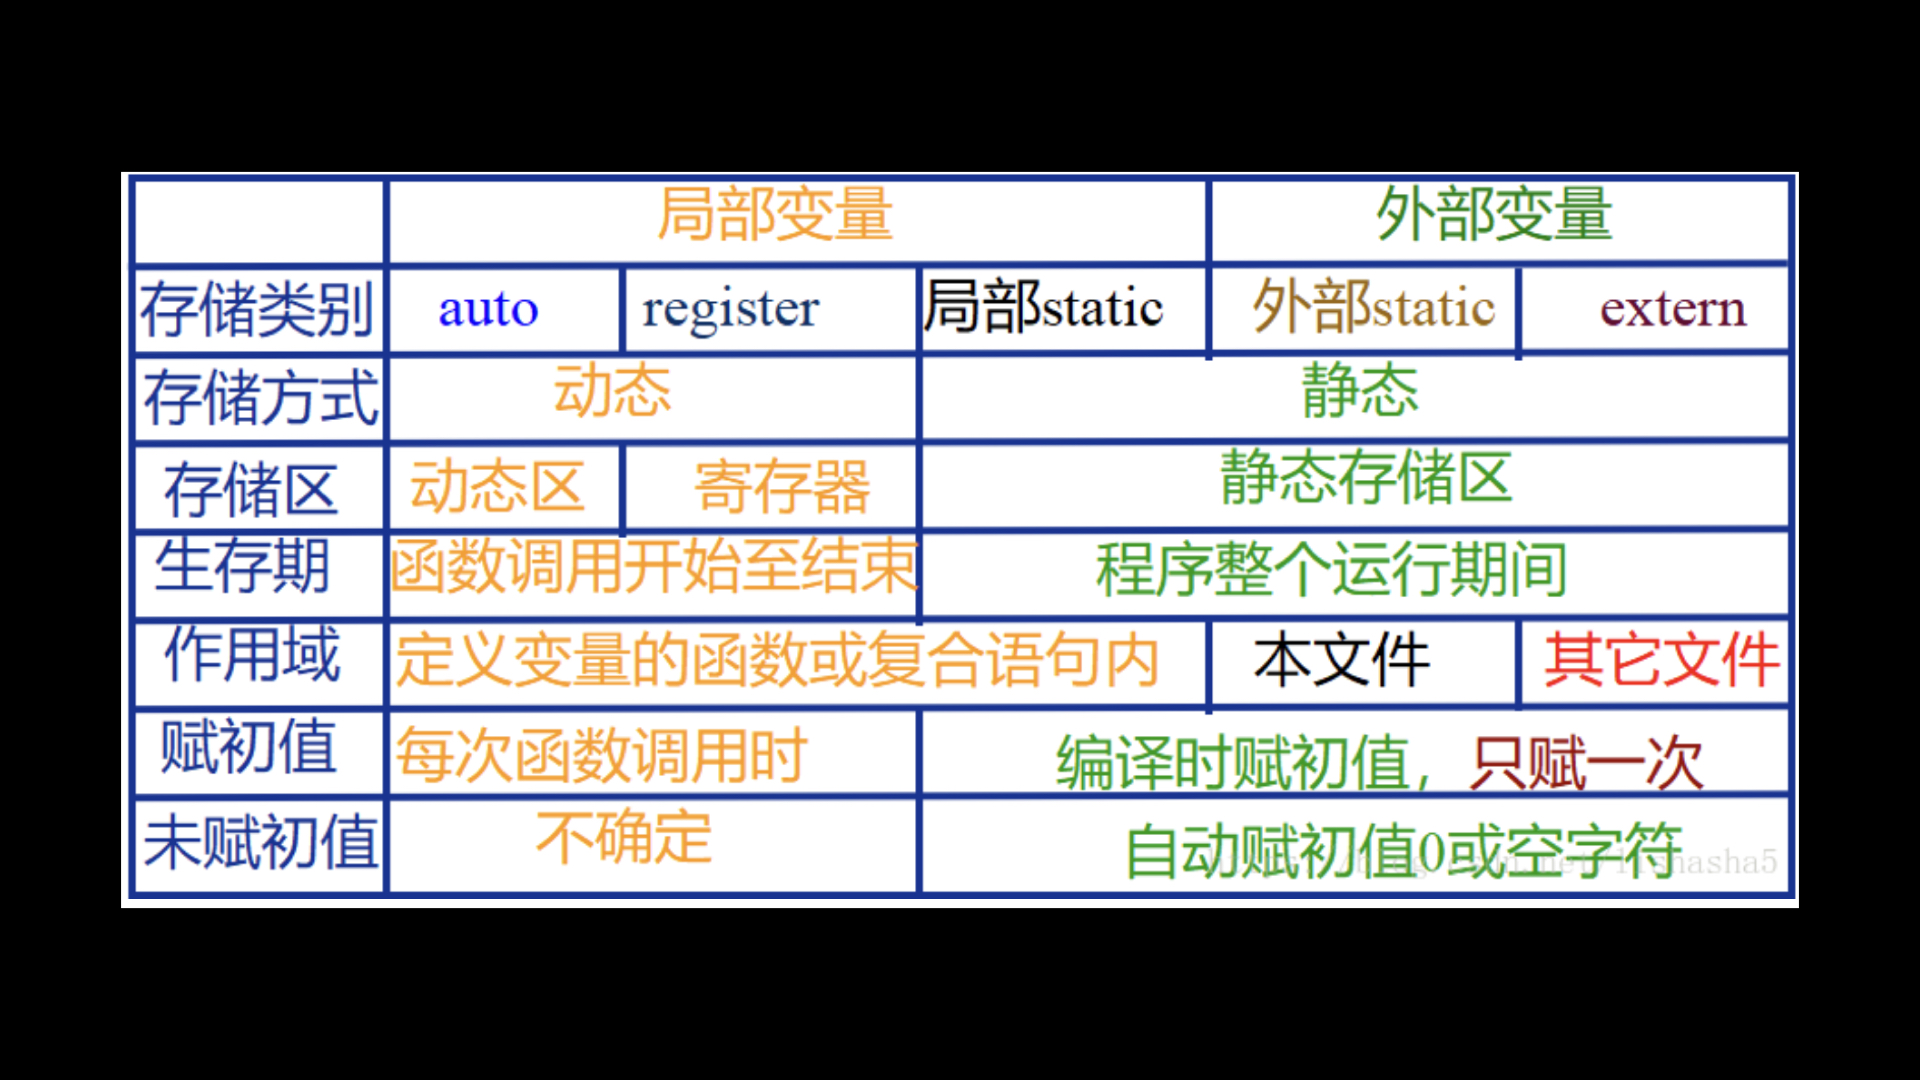 局部变量 外部变量
存储类别 auto register 局部static 外部static extern
存储方式 动态 静态
存储区 动态区 寄存器 静态存储区
生存期 函数调用开始至结束 程序整个运行期间
作用域 定义变量的函数或复合语句内 本文件 其它文件
赋初值 每次函数调用时 编译时赋初值，只赋一次
未赋初值 不确定 自动赋初值0或空字符